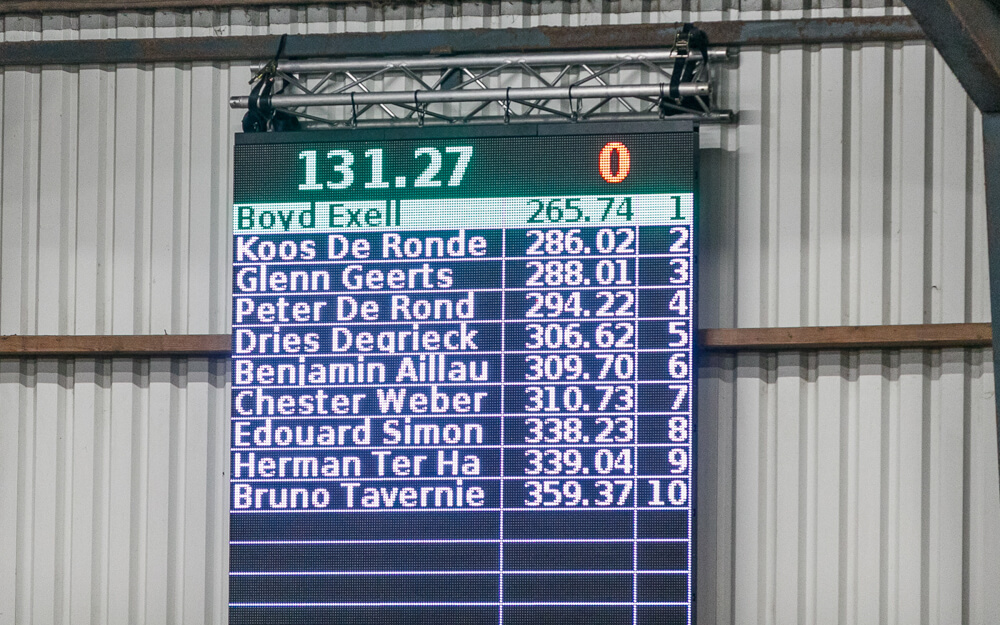 131.27 0
Boyd Exell 265.74 1
Koos De Ronde 286.02 2
Glenn Geerts 288.01 3
Peter De Rond 294.22 4
Dries Degrieck 306.62 5
Benjamin Aillau 309.70 6
Chester Weber 310.73 7
Edouard Simon 338.23 8
Herman Ter Ha 339.04 9
Bruno Tavernie 359.37 10